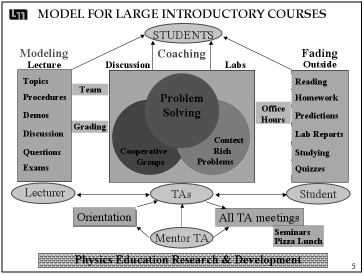 MODEL FOR LARGE INTRODUCTORY COURSES
STUDENTS
Modeling
Coaching
Fading
Lecture
Discussion
Labs
Outside
Topics
Procedures
Demos
Discussion
Questions
Exams
Team
Grading
Problem
Solving
Cooperative
Groups
Context
Rich
Problems
Office
Hours
Reading
Homework
Predictions
Lab Reports
Studying
Quizzes
Lecturer
TAs
Student
Orientation
All TA meetings
Mentor TA
Seminars
Pizza Lunch
Physics Education Research & Development
5